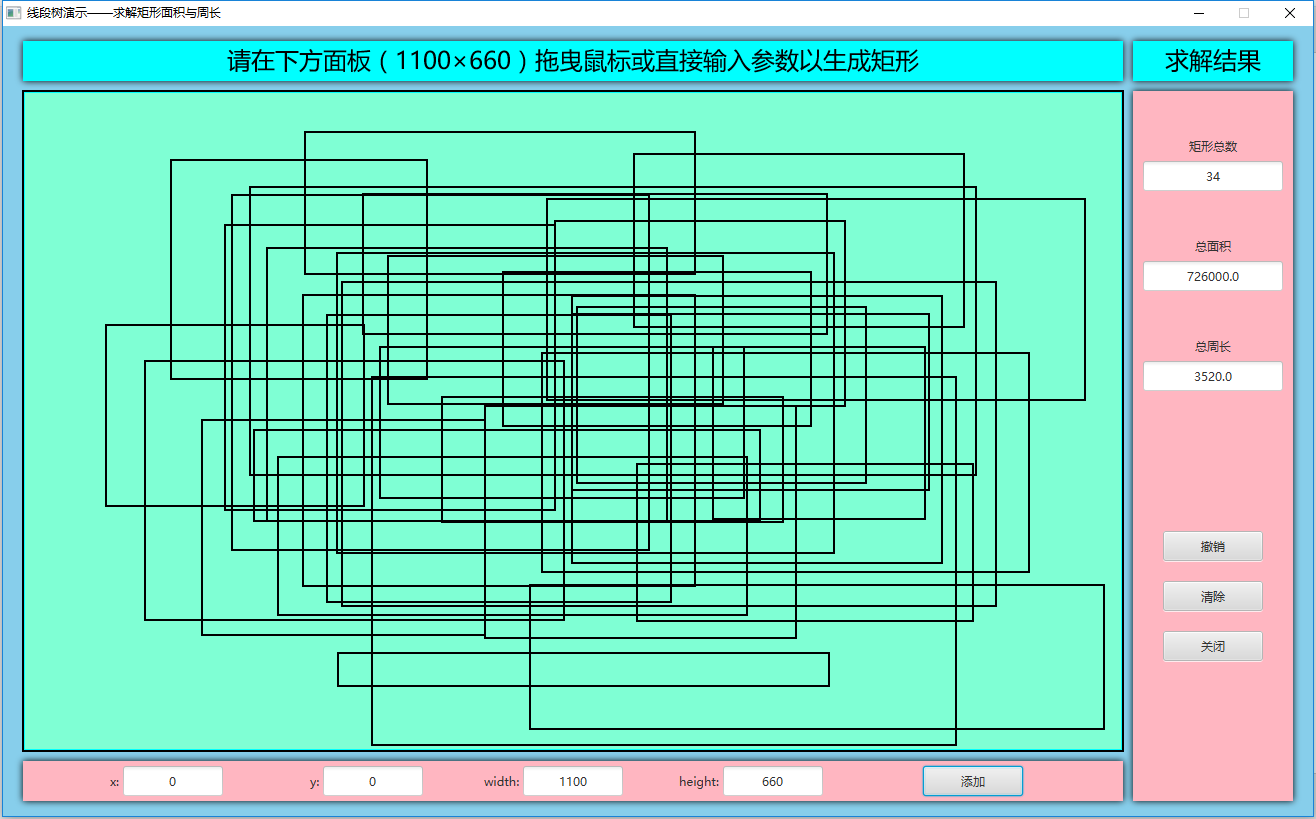 线段树演示——求解矩形面积与周长
请在下方面板（1100×660）拖曳鼠标或直接输入参数以生成矩形
求解结果
矩形总数
34
总面积
726000.0
总周长
3520.0
撤销
清除
关闭
x: 0 y: 0 width: 1100 height: 660 添加